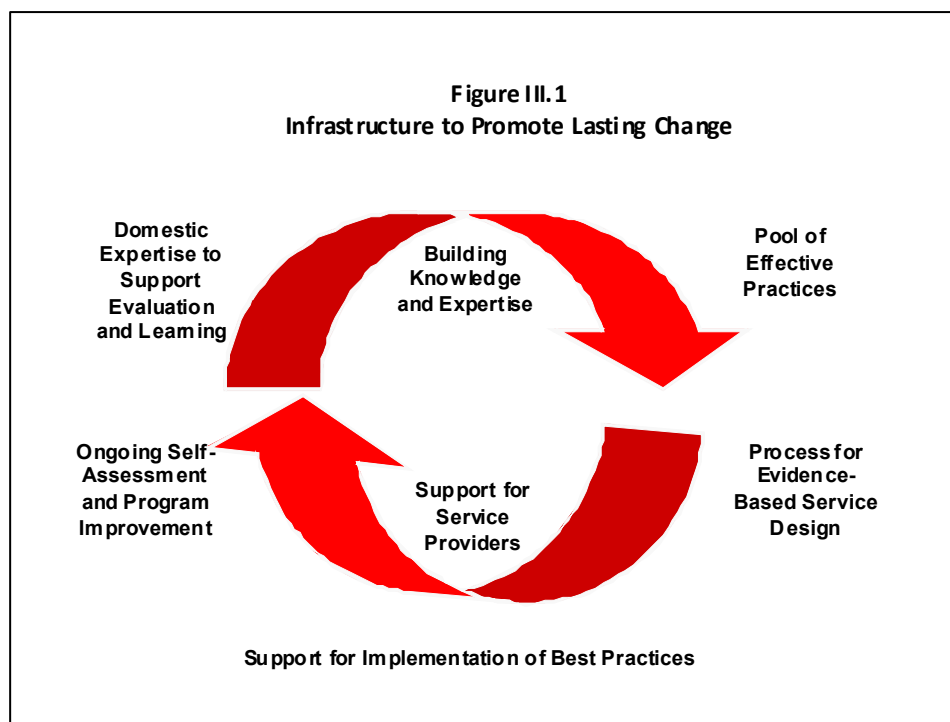 Figure III.1
Infrastructure to Promote Lasting Change
Domestic
Expertise to
Support
Evaluation
and Learning
Building
Knowledge
and Expertise
Pool of
Effective
Practices
Ongoing Self-
Assessment
and Program
Improvement
Support for
Service
Providers
Process for
Evidence-
Based Service
Design
Support for Implementation of Best Practices